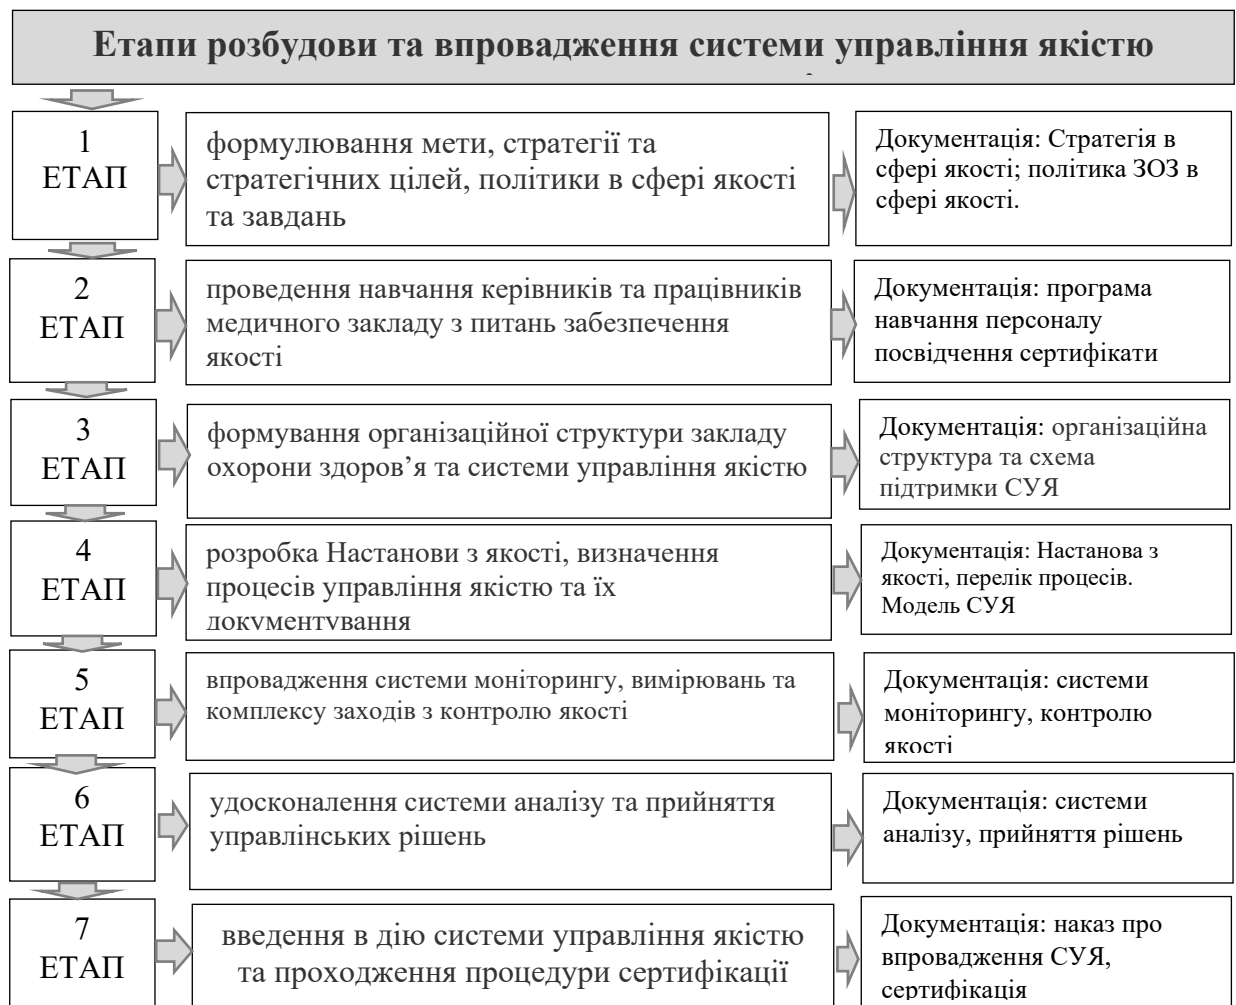 Етапи розбудови та впровадження системи управління якістю
1
ЕТАП
формулювання мети, стратегії та
стратегічних цілей, політики в сфері якості
та завдань
Документація: Стратегія в
сфері якості; політика ЗОЗ в
сфері якості.
2
ЕТАП
проведення навчання керівників та працівників
медичного закладу з питань забезпечення
якості
Документація: програма
навчання персоналу
посвідчення сертифікати
3
ЕТАП
формування організаційної структури закладу
охорони здоров’я та системи управління якістю
Документація: організаційна
структура та схема
підтримки СУЯ
4
ЕТАП
розробка Настанови з якості, визначення
процесів управління якістю та їх
документування
Документація: Настанова з
якості, перелік процесів.
Модель СУЯ
5
ЕТАП
впровадження системи моніторингу, вимірювань та
комплексу заходів з контролю якості
Документація: системи
моніторингу, контролю
якості
6
ЕТАП
удосконалення системи аналізу та прийняття
управлінських рішень
Документація: системи
аналізу, прийняття рішень
7
ЕТАП
введення в дію системи управління якістю
та проходження процедури сертифікації
Документація: наказ про
впровадження СУЯ,
сертифікація